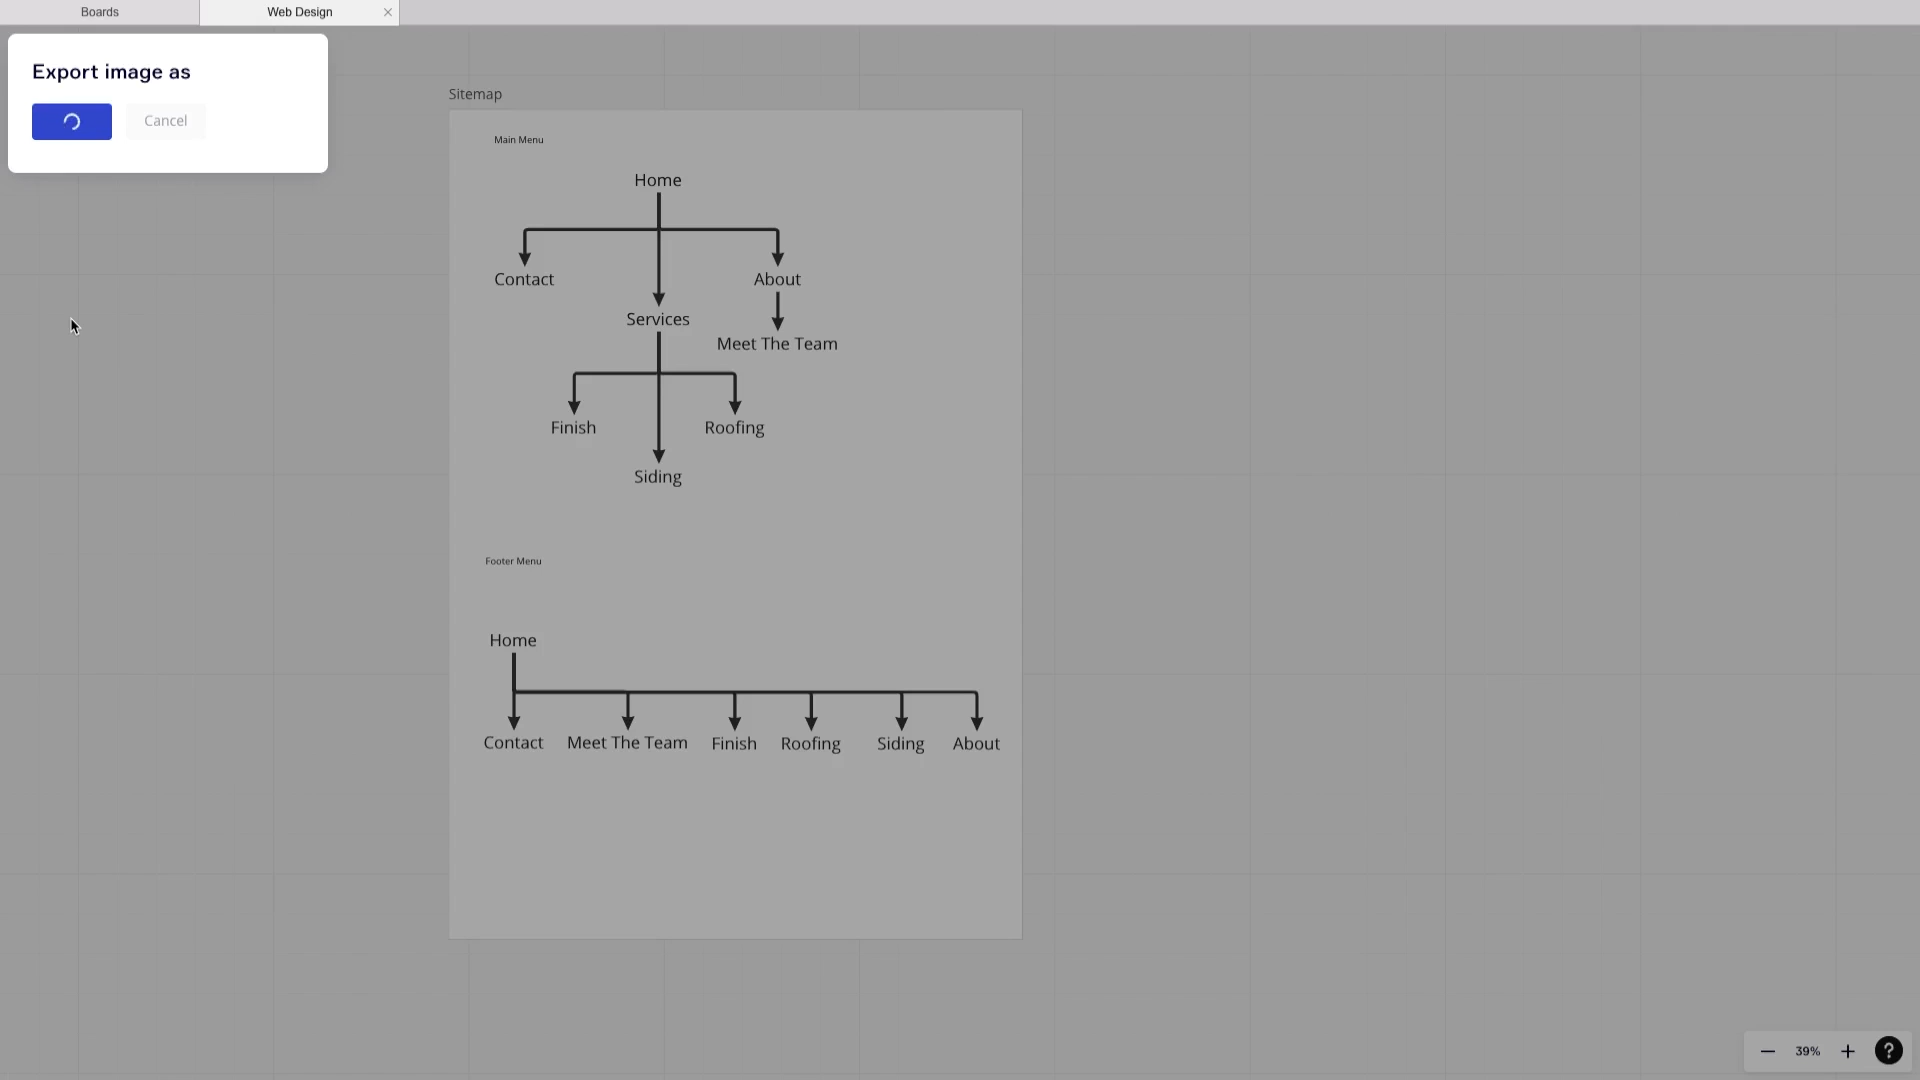 Boards
Web Design
Export image as
Cancel
Sitemap
Main Menu
Home
Contact
About
Services
Meet The Team
Finish
Roofing
Siding
Footer Menu
Home
Contact Meet The Team Finish Roofing Siding About
39%
?